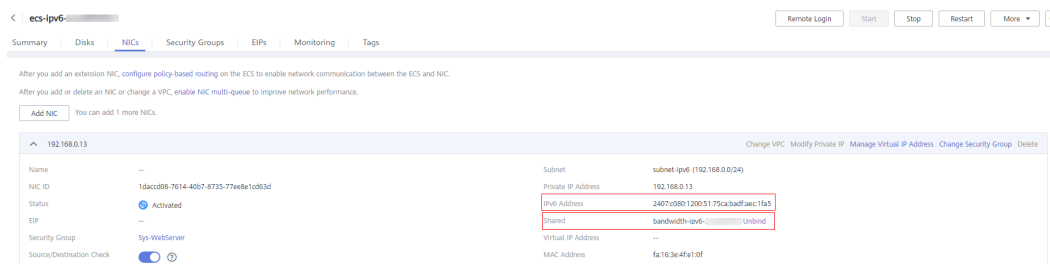 ecs-ipv6-
Remote Login Start Stop Restart More
Summary Disks NICs Security Groups EIPs Monitoring Tags
After you add an extension NIC, configure policy-based routing on the ECS to enable network communication between the ECS and NIC.
After you add or delete an NIC or change a VPC, enable NIC multi-queue to improve network performance.
Add NIC You can add 1 more NICs.
192.168.0.13 Change VPC Modify Private IP Manage Virtual IP Address Change Security Group Delete
Name -- Subnet subnet-ipv6 (192.168.0.0/24)
NIC ID 1daccd08-7614-40b7-8735-77ee8e1cd63d Private IP Address 192.168.0.13
Status Activated IPv6 Address 2407:c080:1200:51:75ca:badf:aec:1fa5
EIP -- Shared bandwidth-ipv6- Unbind
Security Group Sys-WebServer Virtual IP Address --
Source/Destination Check MAC Address fa:16:3e:4f:e1:0f